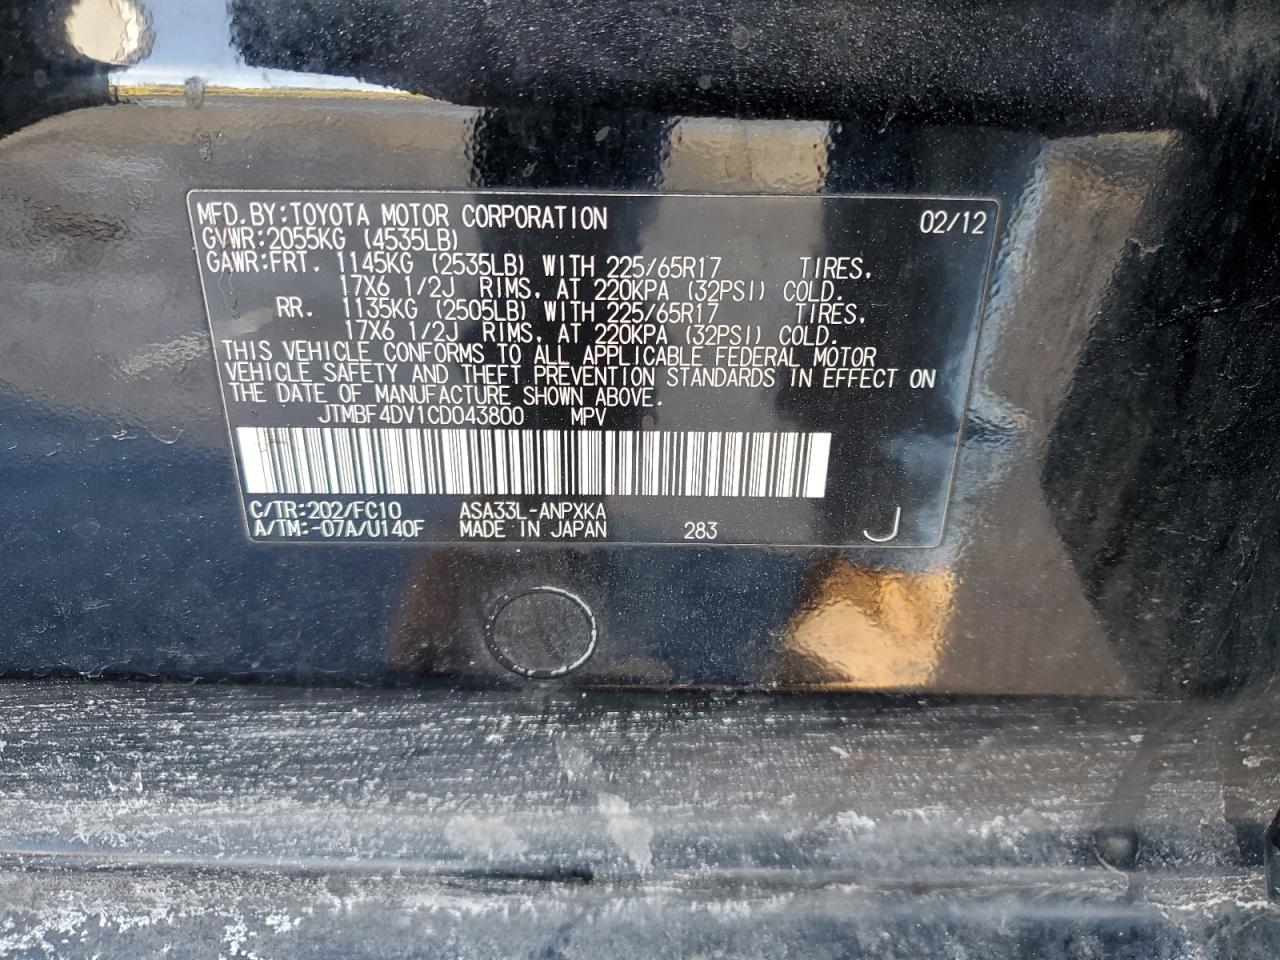 MFD.BY:TOYOTA MOTOR CORPORATION 02/12
GVWR:2055KG (4535LB)
GAWR:FRT. 1145KG (2535LB) WITH 225/65R17 TIRES,
17X6 1/2J RIMS, AT 220KPA (32PSI) COLD.
RR. 1135KG (2505LB) WITH 225/65R17 TIRES,
17X6 1/2J RIMS, AT 220KPA (32PSI) COLD.
THIS VEHICLE CONFORMS TO ALL APPLICABLE FEDERAL MOTOR
VEHICLE SAFETY AND THEFT PREVENTION STANDARDS IN EFFECT ON
THE DATE OF MANUFACTURE SHOWN ABOVE.
JTMBF4DV1CD043800 MPV
C/TR:202/FC10 ASA33L-ANPXKA
A/TM:-07A/U140F MADE IN JAPAN 283 J